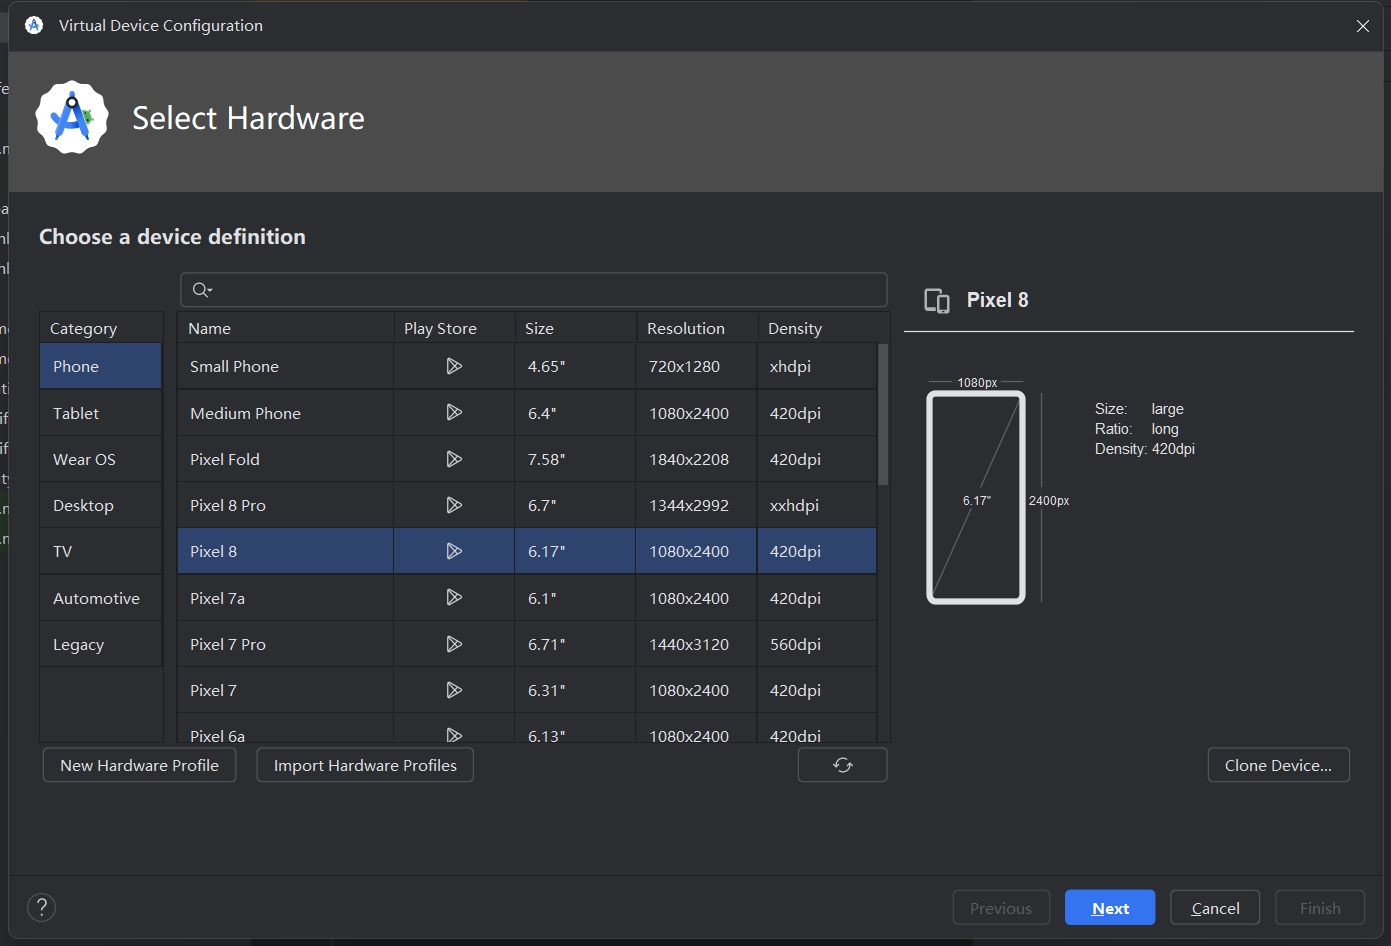 Virtual Device Configuration
Select Hardware
Choose a device definition
Pixel 8
Category Name Play Store Size Resolution Density
Phone Small Phone 4.65" 720x1280 xhdpi
Tablet Medium Phone 6.4" 1080x2400 420dpi
Wear OS Pixel Fold 7.58" 1840x2208 420dpi
Desktop Pixel 8 Pro 6.7" 1344x2992 xxhdpi
TV Pixel 8 6.17" 1080x2400 420dpi
Automotive Pixel 7a 6.1" 1080x2400 420dpi
Legacy Pixel 7 Pro 6.71" 1440x3120 560dpi
Pixel 7 6.31" 1080x2400 420dpi
Pixel 6a 6.13" 1080x2400 420dpi
1080px
Size: large
Ratio: long
Density: 420dpi
6.17" 2400px
New Hardware Profile Import Hardware Profiles Clone Device...
? Previous Next Cancel Finish